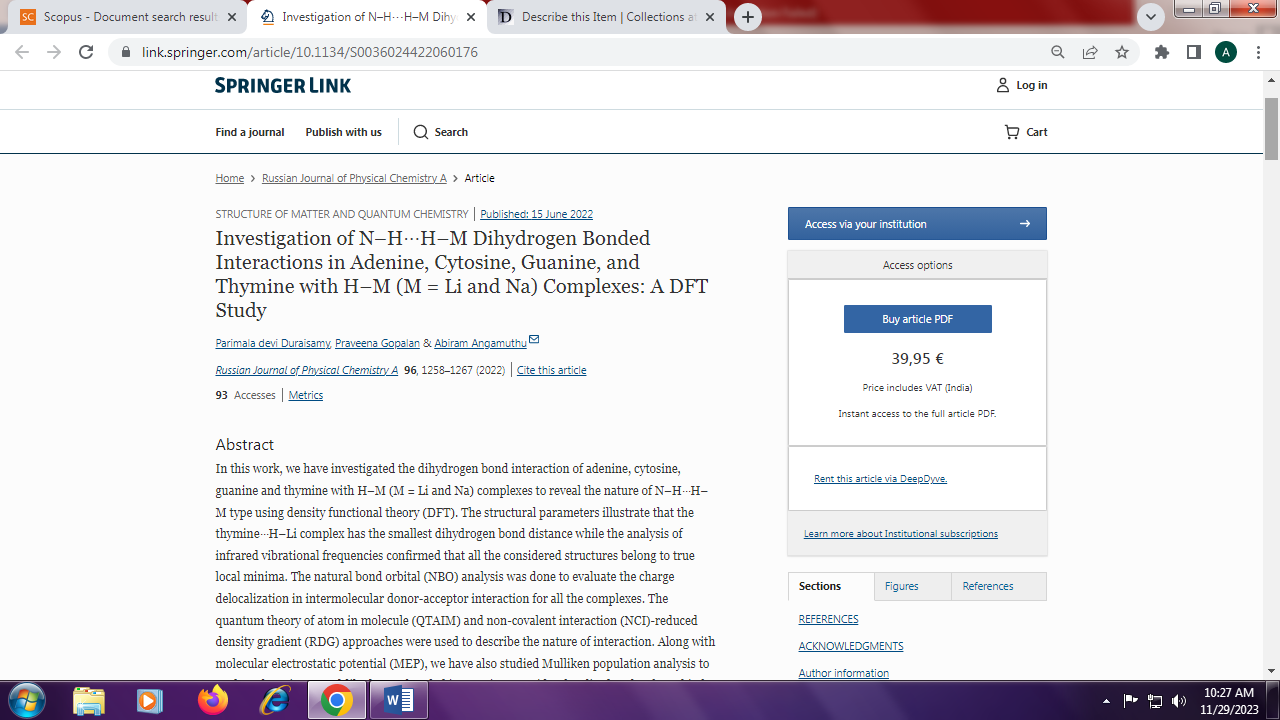 Scopus - Document search result
Investigation of N–H···H–M Dihy
Describe this Item | Collections a
link.springer.com/article/10.1134/S0036024422060176
A
SPRINGER LINK
Log in
Find a journal
Publish with us
Search
Cart
Home > Russian Journal of Physical Chemistry A > Article
STRUCTURE OF MATTER AND QUANTUM CHEMISTRY | Published: 15 June 2022
Investigation of N–H···H–M Dihydrogen Bonded
Interactions in Adenine, Cytosine, Guanine, and
Thymine with H–M (M = Li and Na) Complexes: A DFT
Study
Parimala devi Duraisamy, Praveena Gopalan & Abiram Angamuthu
Russian Journal of Physical Chemistry A 96, 1258–1267 (2022) | Cite this article
93 Accesses | Metrics
Abstract
In this work, we have investigated the dihydrogen bond interaction of adenine, cytosine,
guanine and thymine with H–M (M = Li and Na) complexes to reveal the nature of N–H···H–
M type using density functional theory (DFT). The structural parameters illustrate that the
thymine···H–Li complex has the smallest dihydrogen bond distance while the analysis of
infrared vibrational frequencies confirmed that all the considered structures belong to true
local minima. The natural bond orbital (NBO) analysis was done to evaluate the charge
delocalization in intermolecular donor-acceptor interaction for all the complexes. The
quantum theory of atom in molecule (QTAIM) and non-covalent interaction (NCI)-reduced
density gradient (RDG) approaches were used to describe the nature of interaction. Along with
molecular electrostatic potential (MEP), we have also studied Mulliken population analysis to
Access via your institution
Access options
Buy article PDF
39,95 €
Price includes VAT (India)
Instant access to the full article PDF.
Rent this article via DeepDyve.
Learn more about Institutional subscriptions
Sections
Figures
References
REFERENCES
ACKNOWLEDGMENTS
Author information
10:27 AM
11/29/2023